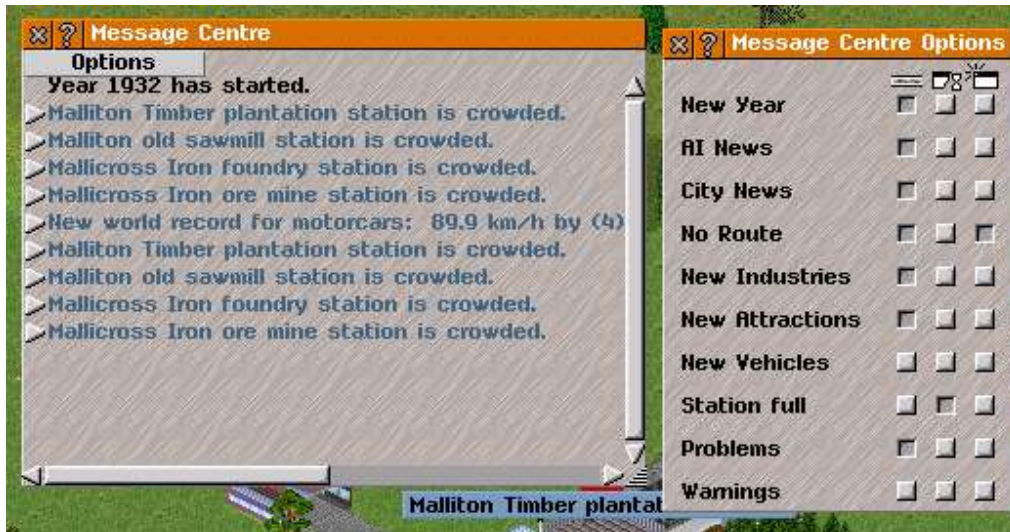 Message Centre
Options
Year 1932 has started.
Malliton Timber plantation station is crowded.
Malliton old sawmill station is crowded.
Mallicross Iron foundry station is crowded.
Mallicross Iron ore mine station is crowded.
New world record for motorcars: 89.9 km/h by (4)
Malliton Timber plantation station is crowded.
Malliton old sawmill station is crowded.
Mallicross Iron foundry station is crowded.
Mallicross Iron ore mine station is crowded.
Malliton Timber plantat
Message Centre Options
New Year
AI News
City News
No Route
New Industries
New Attractions
New Vehicles
Station full
Problems
Warnings